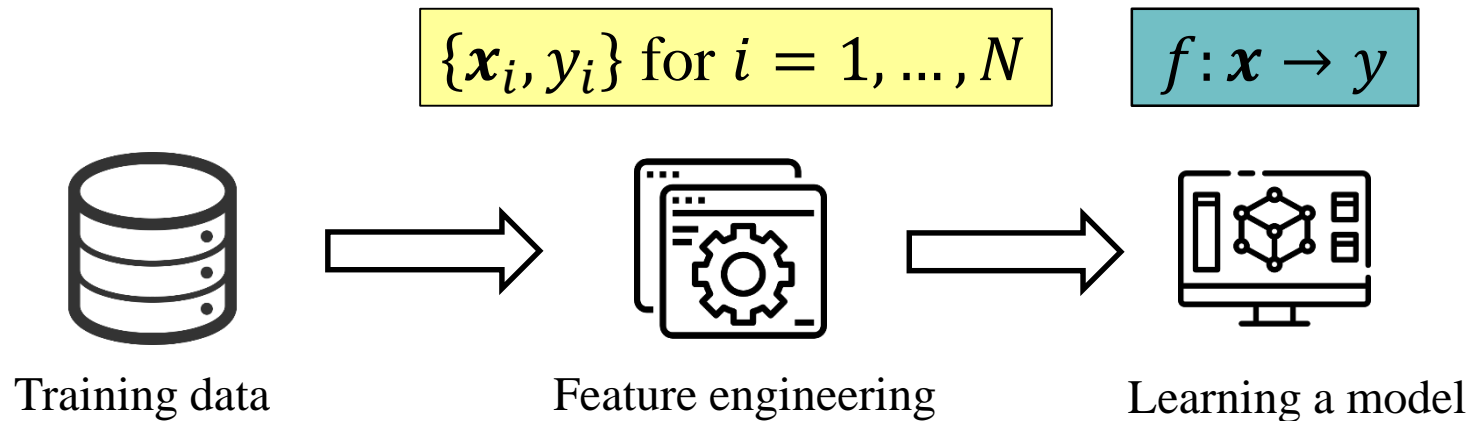 {𝒙ᵢ, yᵢ} for i = 1, … , N
f: 𝒙 → y
Training data
Feature engineering
Learning a model